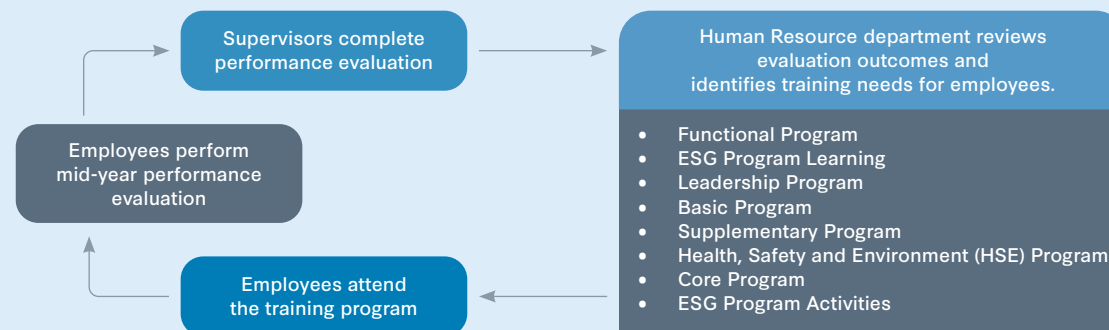 Supervisors complete
performance evaluation
Human Resource department reviews
evaluation outcomes and
identifies training needs for employees.
Employees perform
mid-year performance
evaluation
• Functional Program
• ESG Program Learning
• Leadership Program
• Basic Program
• Supplementary Program
• Health, Safety and Environment (HSE) Program
• Core Program
• ESG Program Activities
Employees attend
the training program